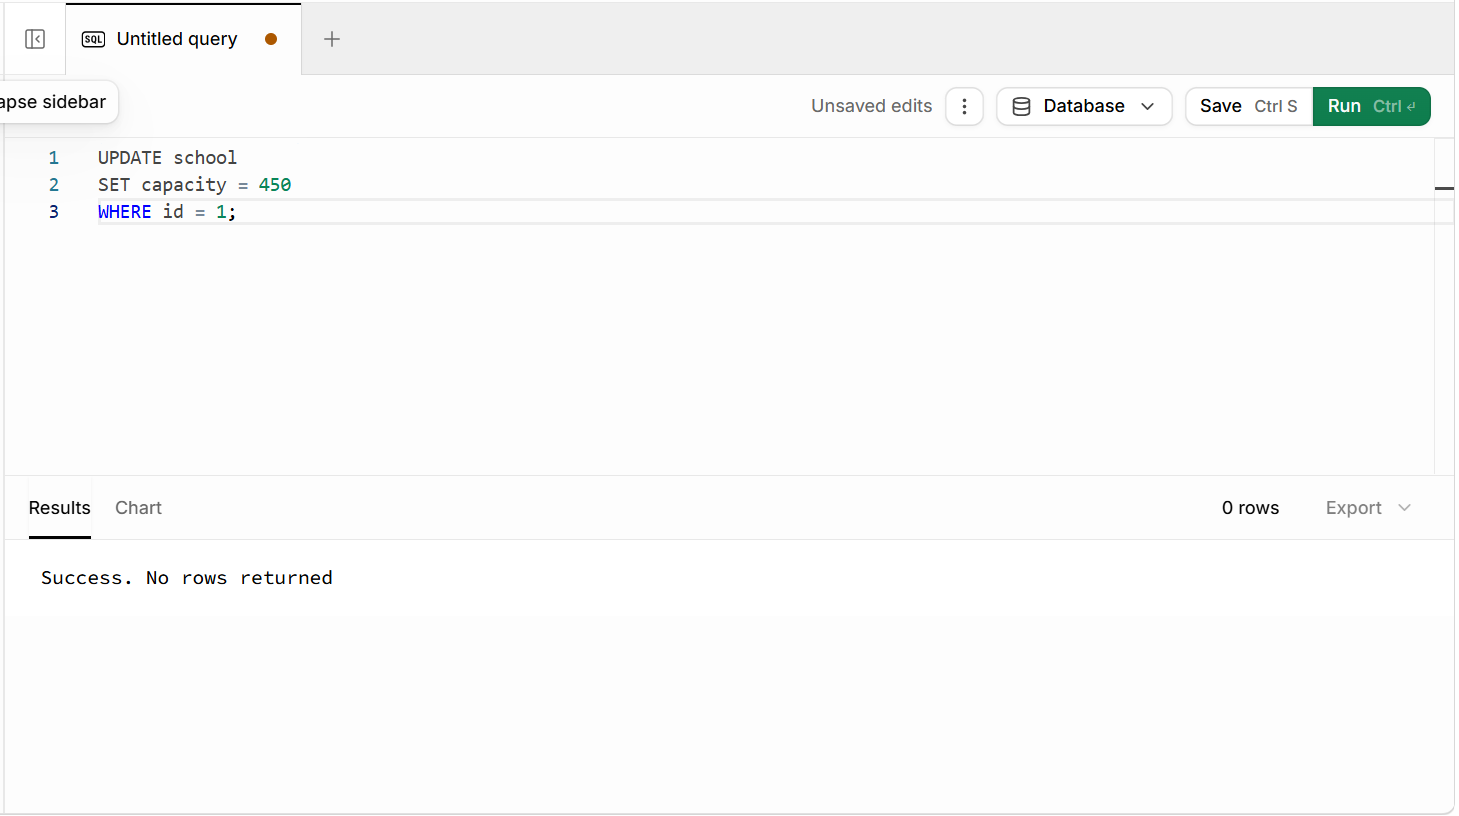 SQL Untitled query
apse sidebar
Unsaved edits Database Save Ctrl S Run Ctrl ↵
1 UPDATE school
2 SET capacity = 450
3 WHERE id = 1;
Results Chart 0 rows Export
Success. No rows returned